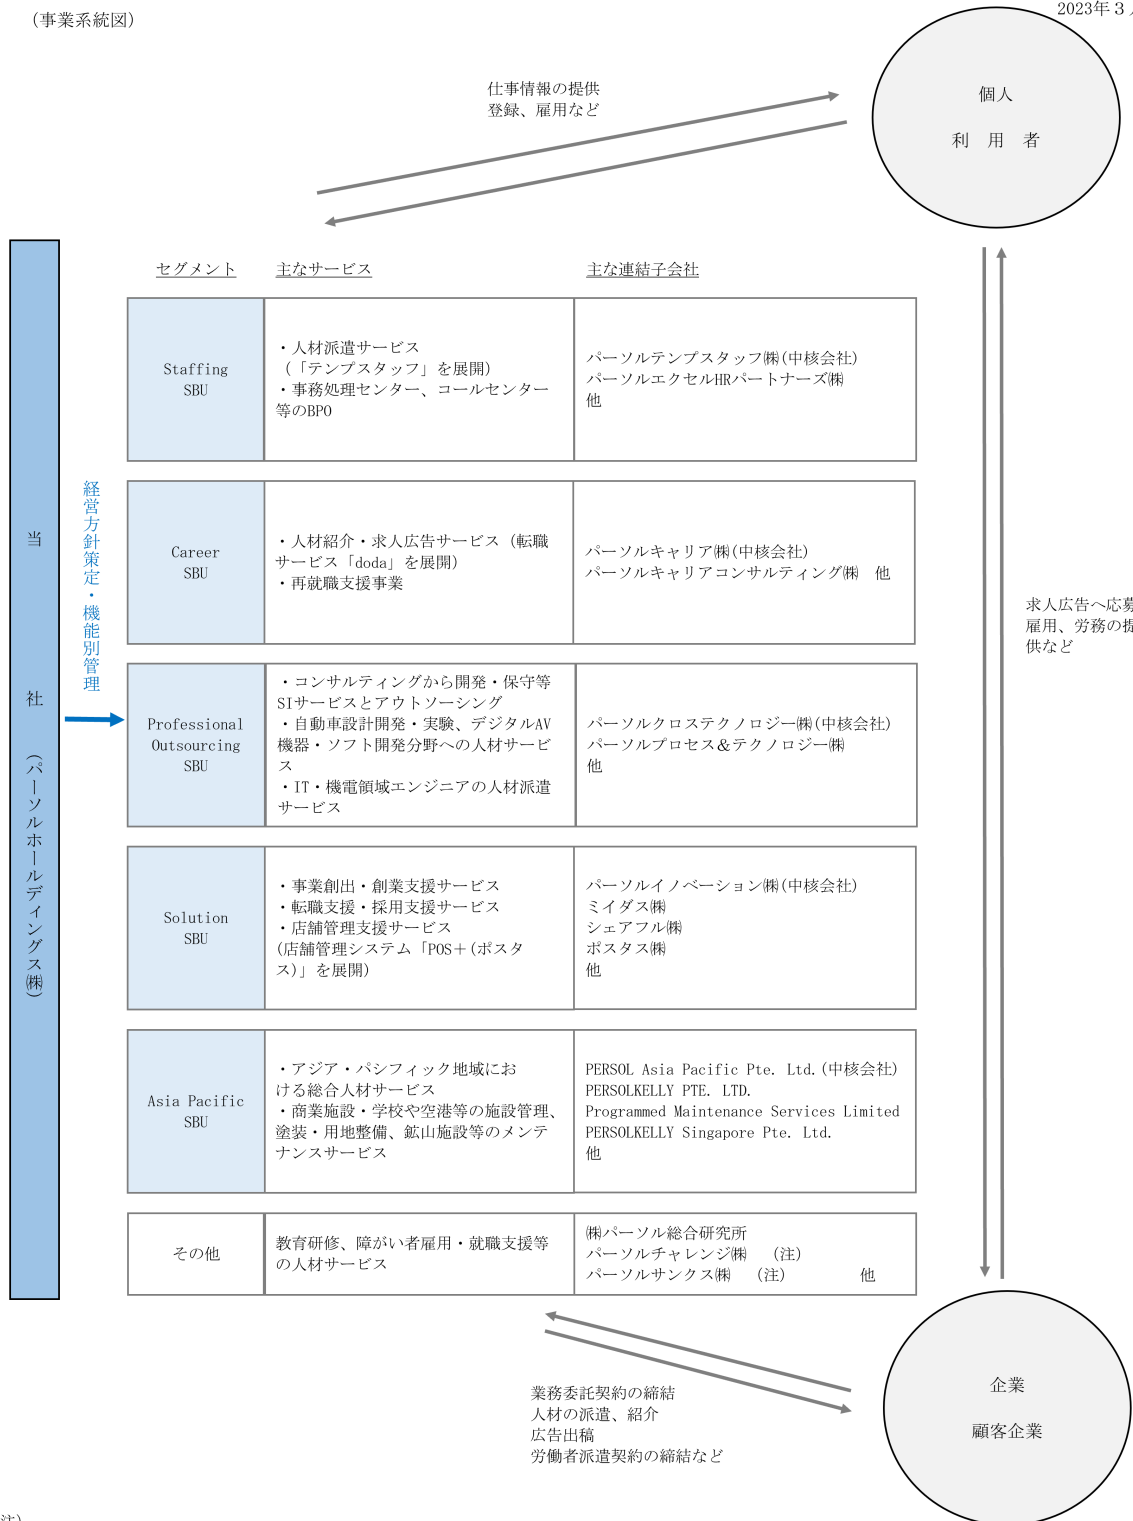 （事業系統図）
2023年３
仕事情報の提供
登録、雇用など
個人
利　用　者
セグメント
主なサービス
主な連結子会社
当社（パーソルホールディングス㈱）
経営方針策定・機能別管理
Staffing
SBU
・人材派遣サービス
（「テンプスタッフ」を展開）
・事務処理センター、コールセンター
等のBPO
パーソルテンプスタッフ㈱(中核会社)
パーソルエクセルHRパートナーズ㈱
他
Career
SBU
・人材紹介・求人広告サービス（転職
サービス「doda」を展開）
・再就職支援事業
パーソルキャリア㈱(中核会社)
パーソルキャリアコンサルティング㈱　他
Professional
Outsourcing
SBU
・コンサルティングから開発・保守等
SIサービスとアウトソーシング
・自動車設計開発・実験、デジタルAV
機器・ソフト開発分野への人材サービ
ス
・IT・機電領域エンジニアの人材派遣
サービス
パーソルクロステクノロジー㈱(中核会社)
パーソルプロセス＆テクノロジー㈱
他
Solution
SBU
・事業創出・創業支援サービス
・転職支援・採用支援サービス
・店舗管理支援サービス
(店舗管理システム「POS＋(ポスタ
ス)」を展開)
パーソルイノベーション㈱(中核会社)
ミイダス㈱
シェアフル㈱
ポスタス㈱
他
Asia Pacific
SBU
・アジア・パシフィック地域にお
ける総合人材サービス
・商業施設・学校や空港等の施設管理、
塗装・用地整備、鉱山施設等のメンテ
ナンスサービス
PERSOL Asia Pacific Pte. Ltd.(中核会社)
PERSOLKELLY PTE. LTD.
Programmed Maintenance Services Limited
PERSOLKELLY Singapore Pte. Ltd.
他
その他
教育研修、障がい者雇用・就職支援等
の人材サービス
㈱パーソル総合研究所
パーソルチャレンジ㈱　（注）
パーソルサンクス㈱　（注）　　　　　他
求人広告へ応募
雇用、労務の提
供など
業務委託契約の締結
人材の派遣、紹介
広告出稿
労働者派遣契約の締結など
企業
顧客企業